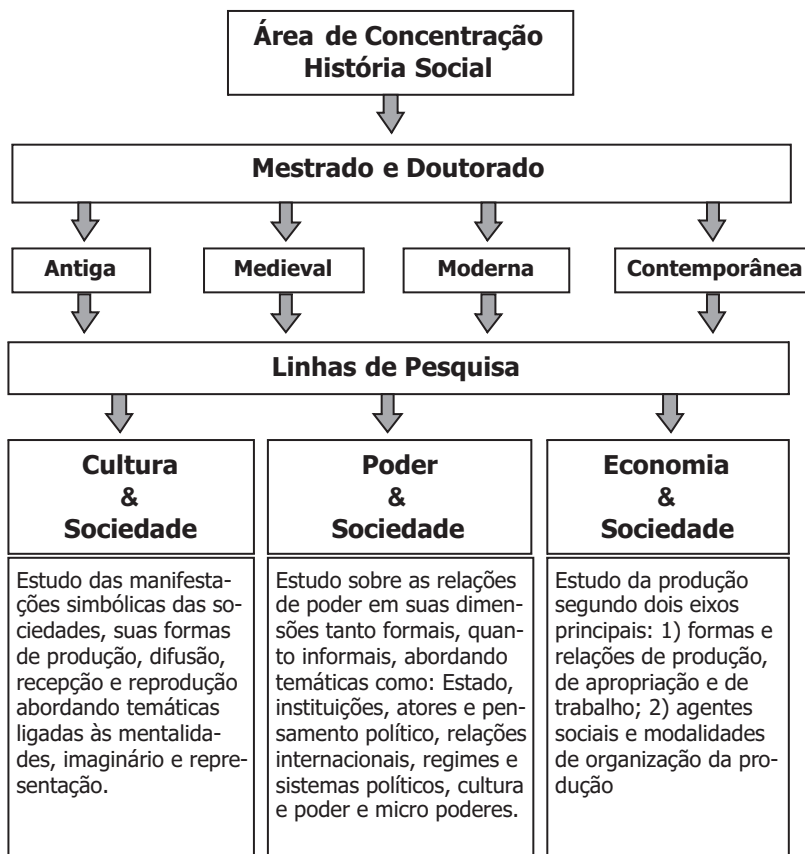 Área de Concentração
História Social
Mestrado e Doutorado
Antiga
Medieval
Moderna
Contemporânea
Linhas de Pesquisa
Cultura
&
Sociedade
Estudo das manifesta-
ções simbólicas das so-
ciedades, suas formas
de produção, difusão,
recepção e reprodução
abordando temáticas
ligadas às mentalida-
des, imaginário e repre-
sentação.
Poder
&
Sociedade
Estudo sobre as relações
de poder em suas dimen-
sões tanto formais, quan-
to informais, abordando
temáticas como: Estado,
instituições, atores e pen-
samento político, relações
internacionais, regimes e
sistemas políticos, cultura
e poder e micro poderes.
Economia
&
Sociedade
Estudo da produção
segundo dois eixos
principais: 1) formas e
relações de produção,
de apropriação e de
trabalho; 2) agentes
sociais e modalidades
de organização da pro-
dução